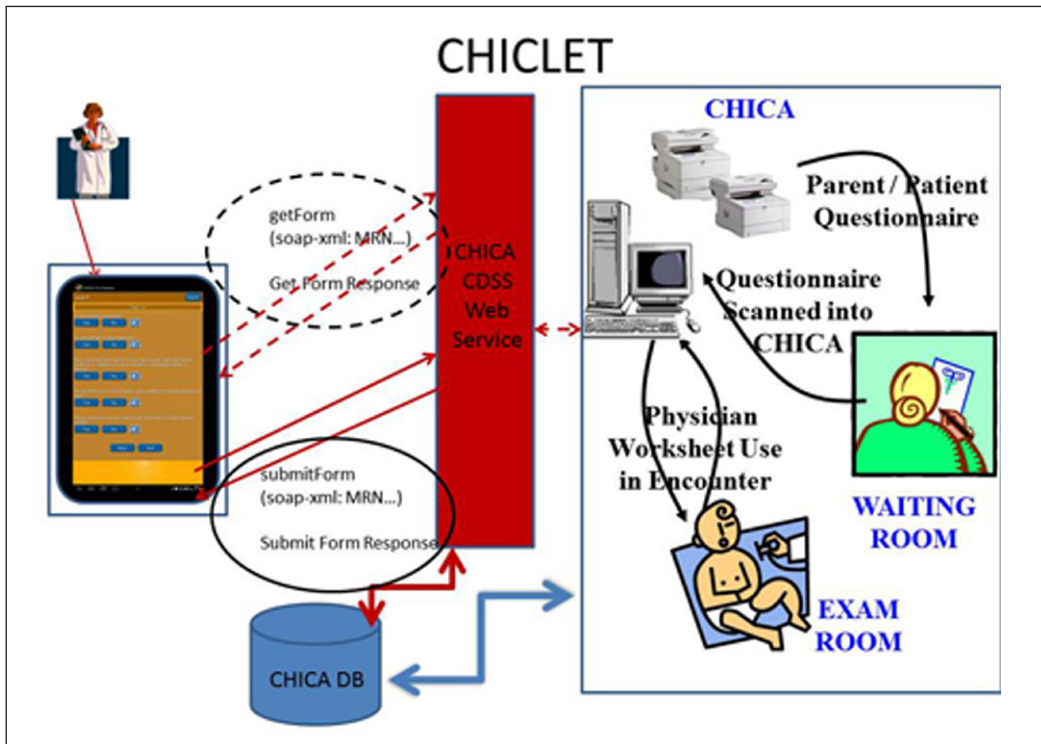 CHICLET
getForm
(soap-xml: MRN...)
Get Form Response
submitForm
(soap-xml: MRN...)
Submit Form Response
CHICA
CDSS
Web
Service
CHICA DB
CHICA
Parent / Patient
Questionnaire
Questionnaire
Scanned into
CHICA
WAITING
ROOM
Physician
Worksheet Use
in Encounter
EXAM
ROOM